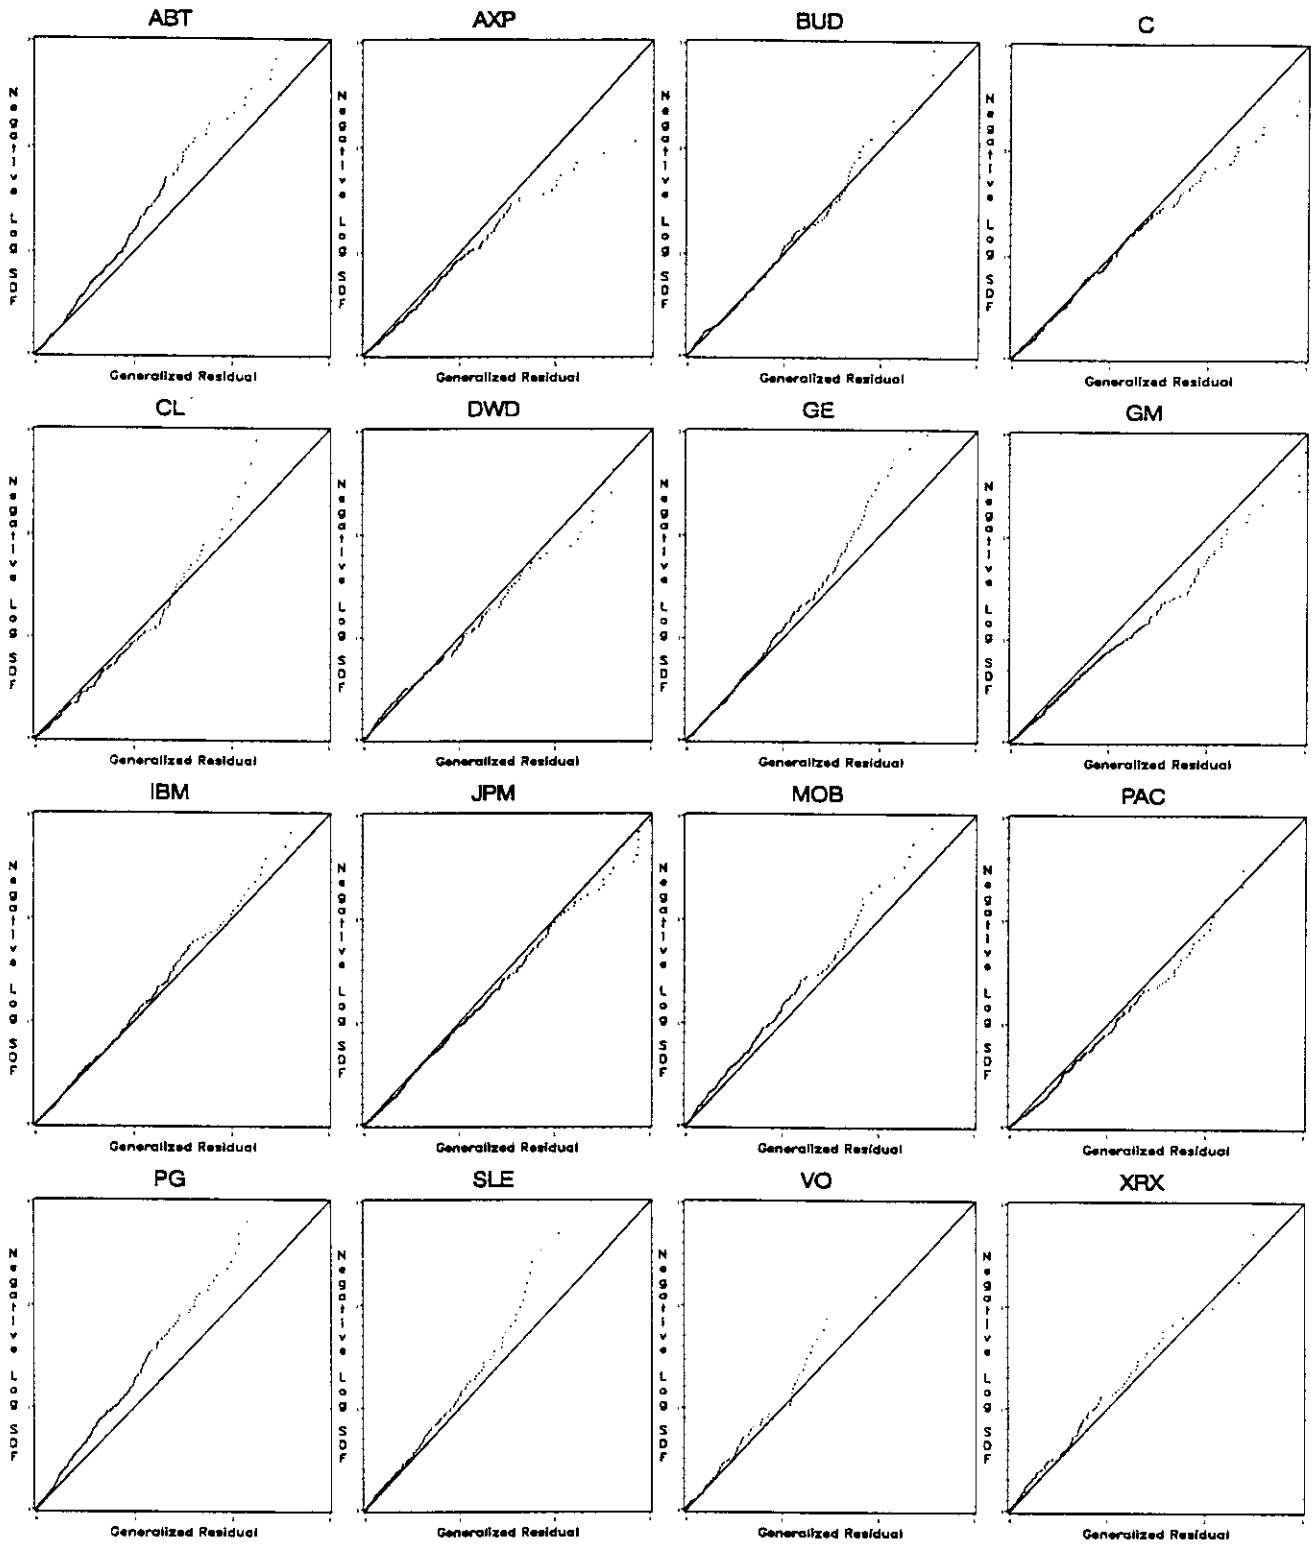 ABT AXP BUD C
Negative Log SDF Negative Log SDF Negative Log SDF Negative Log SDF
Generalized Residual Generalized Residual Generalized Residual Generalized Residual
CL DWD GE GM
Negative Log SDF Negative Log SDF Negative Log SDF Negative Log SDF
Generalized Residual Generalized Residual Generalized Residual Generalized Residual
IBM JPM MOB PAC
Negative Log SDF Negative Log SDF Negative Log SDF Negative Log SDF
Generalized Residual Generalized Residual Generalized Residual Generalized Residual
PG SLE VO XRX
Negative Log SDF Negative Log SDF Negative Log SDF Negative Log SDF
Generalized Residual Generalized Residual Generalized Residual Generalized Residual